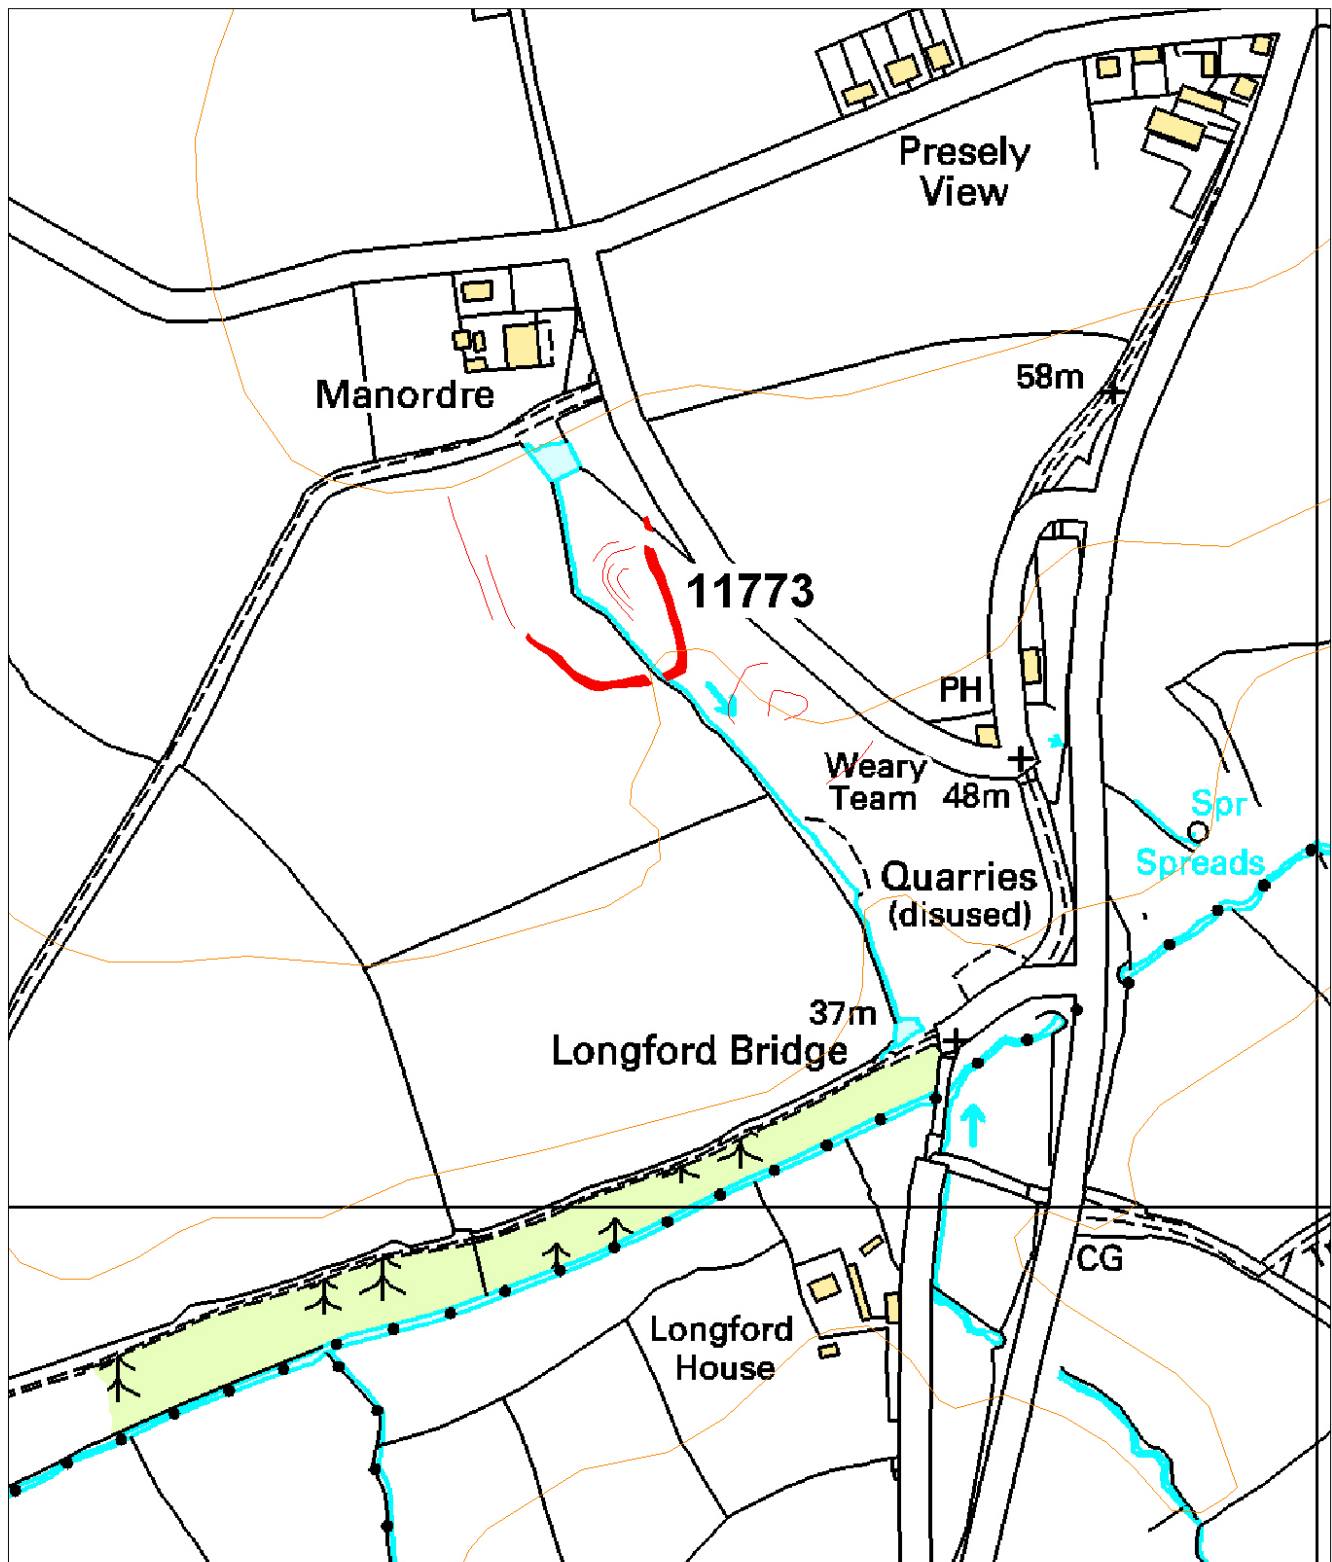 Presely
View
58m
Manordre
11773
PH
Weary
Team
48m
Spr
Spreads
Quarries
(disused)
37m
Longford Bridge
CG
Longford
House